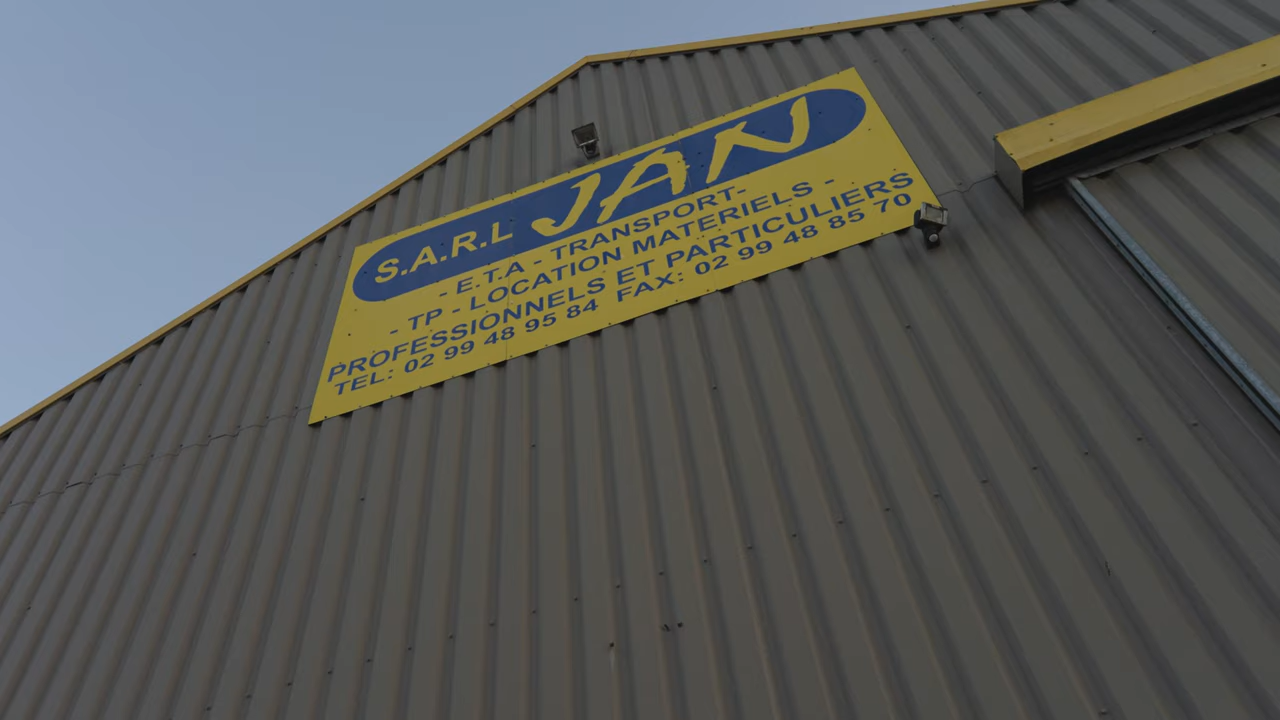 S.A.R.L JAN
- E.T.A - TRANSPORT-
- TP - LOCATION MATERIELS -
PROFESSIONNELS ET PARTICULIERS
TEL: 02 99 48 95 84 FAX: 02 99 48 85 70